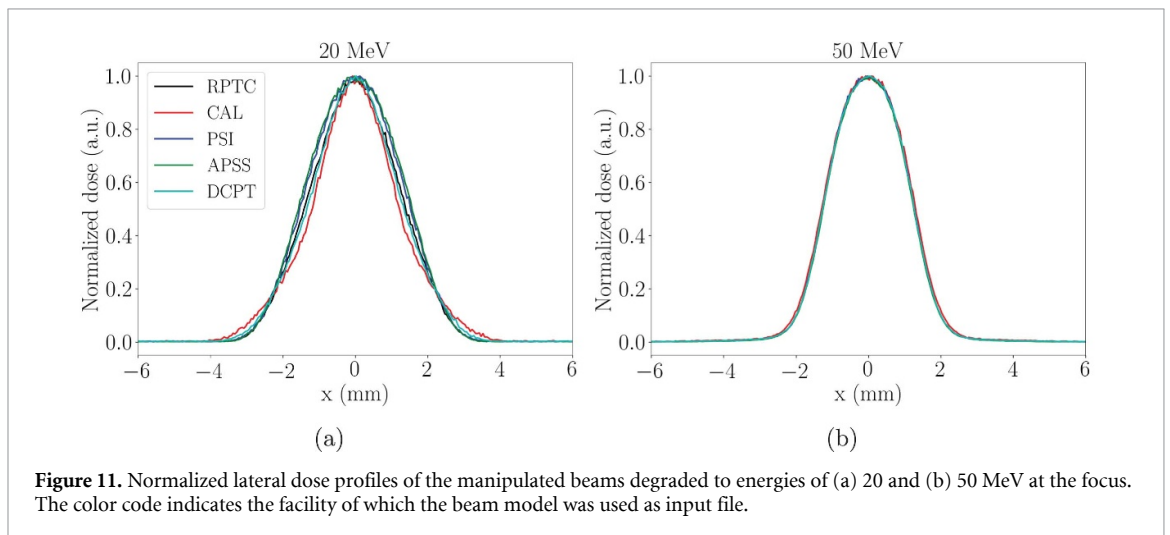 20 MeV
Normalized dose (a.u.)
1.0
0.8
0.6
0.4
0.2
0.0
RPTC
CAL
PSI
APSS
DCPT
−6 −4 −2 0 2 4 6
x (mm)
(a)
50 MeV
Normalized dose (a.u.)
1.0
0.8
0.6
0.4
0.2
0.0
−6 −4 −2 0 2 4 6
x (mm)
(b)
Figure 11. Normalized lateral dose profiles of the manipulated beams degraded to energies of (a) 20 and (b) 50 MeV at the focus.
The color code indicates the facility of which the beam model was used as input file.